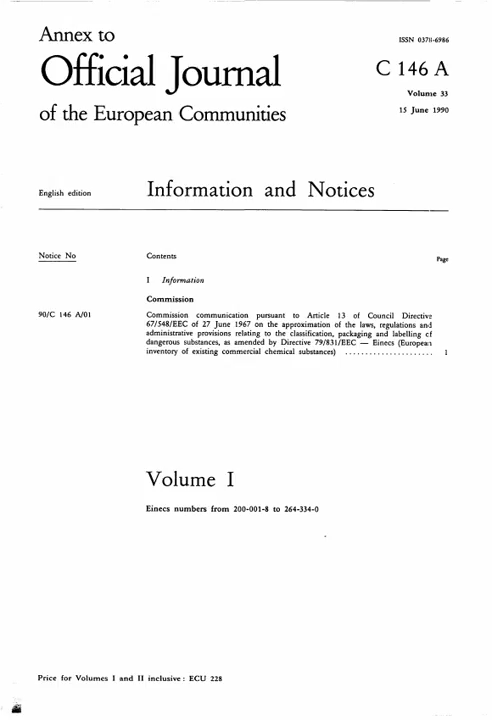 Annex to
ISSN 0378-6986
Official Journal
C 146 A
Volume 33
of the European Communities
15 June 1990
English edition
Information and Notices
Notice No
Contents
Page
I Information
Commission
90/C 146 A/01
Commission communication pursuant to Article 13 of Council Directive
67/548/EEC of 27 June 1967 on the approximation of the laws, regulations and
administrative provisions relating to the classification, packaging and labelling of
dangerous substances, as amended by Directive 79/831/EEC — Einecs (European
inventory of existing commercial chemical substances) ...................... 1
Volume I
Einecs numbers from 200-001-8 to 264-334-0
Price for Volumes I and II inclusive: ECU 228